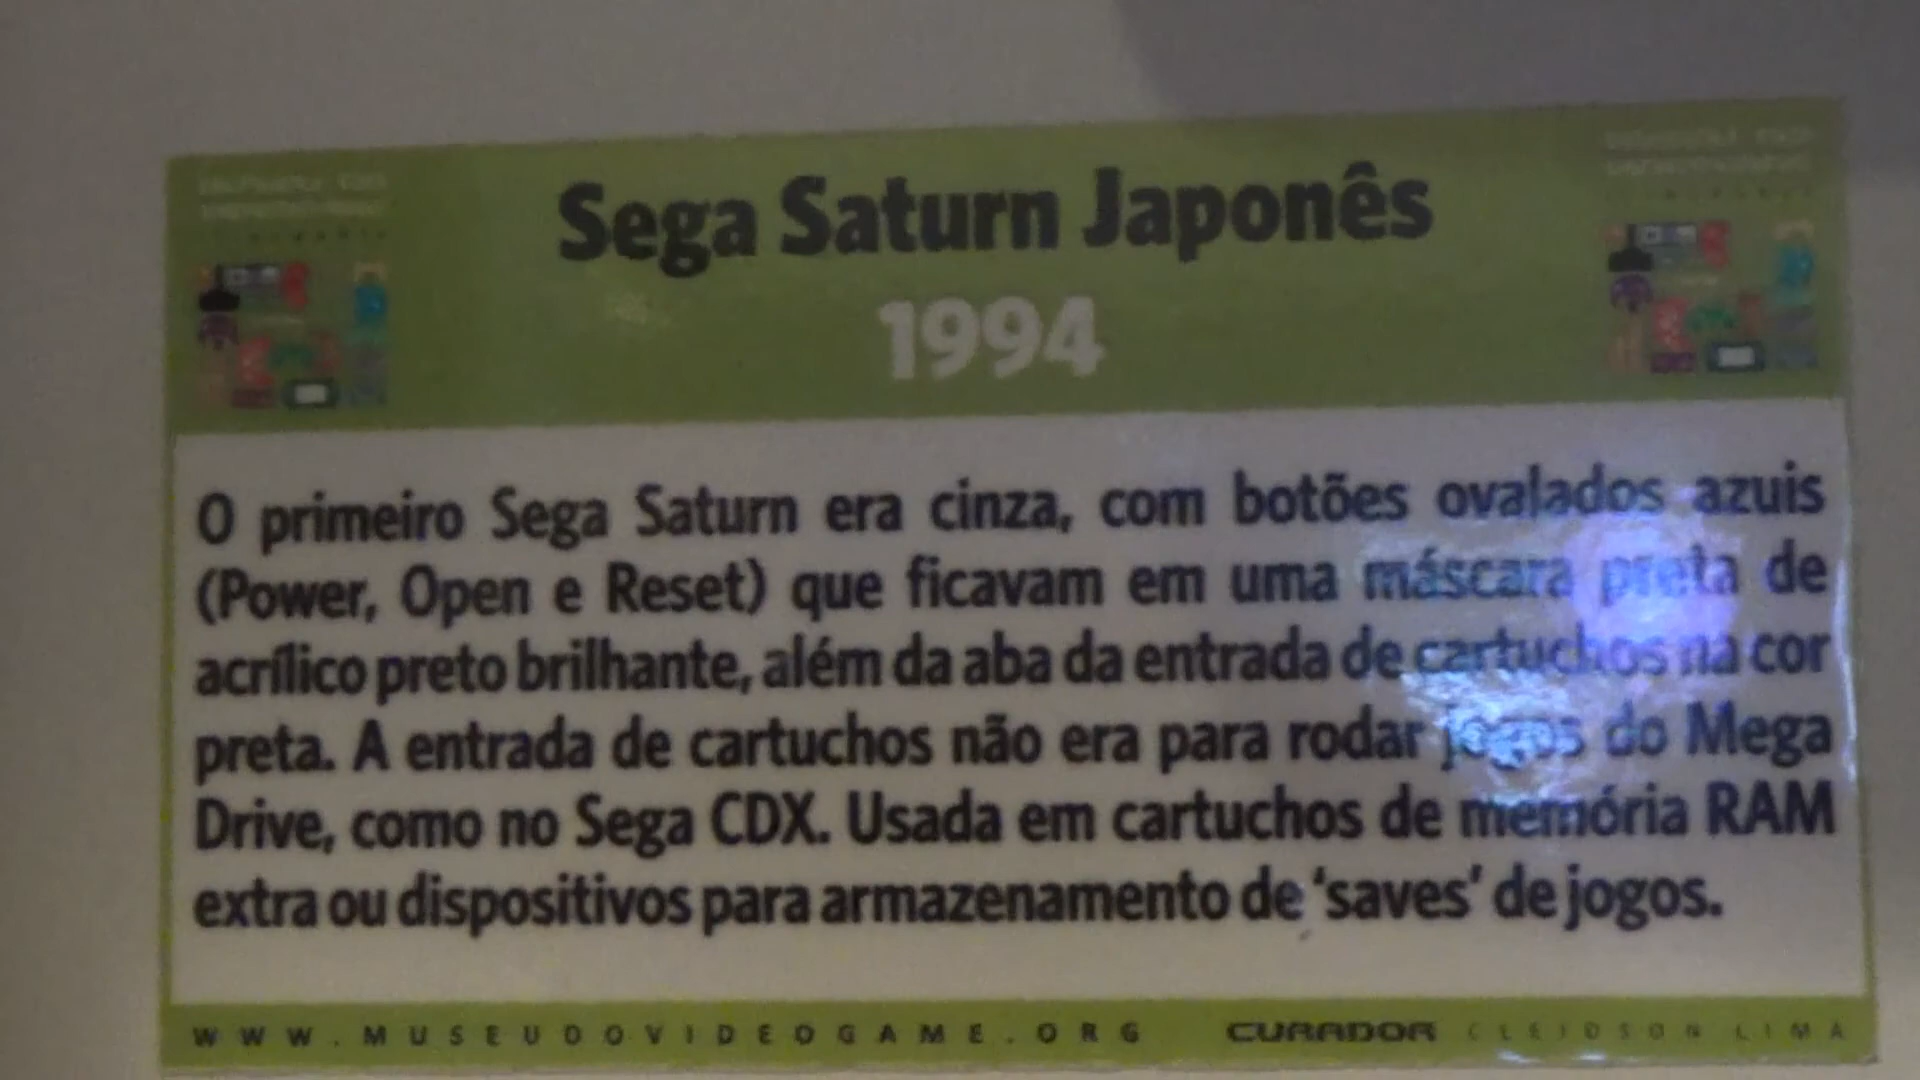 Sega Saturn Japonês
1994
O primeiro Sega Saturn era cinza, com botões ovalados azuis
(Power, Open e Reset) que ficavam em uma máscara preta de
acrílico preto brilhante, além da aba da entrada de cartuchos na cor
preta. A entrada de cartuchos não era para rodar jogos do Mega
Drive, como no Sega CDX. Usada em cartuchos de memória RAM
extra ou dispositivos para armazenamento de ‘saves’ de jogos.
WWW.MUSEUDOVIDEOGAME.ORG CURADOR CLEIDSON LIMA